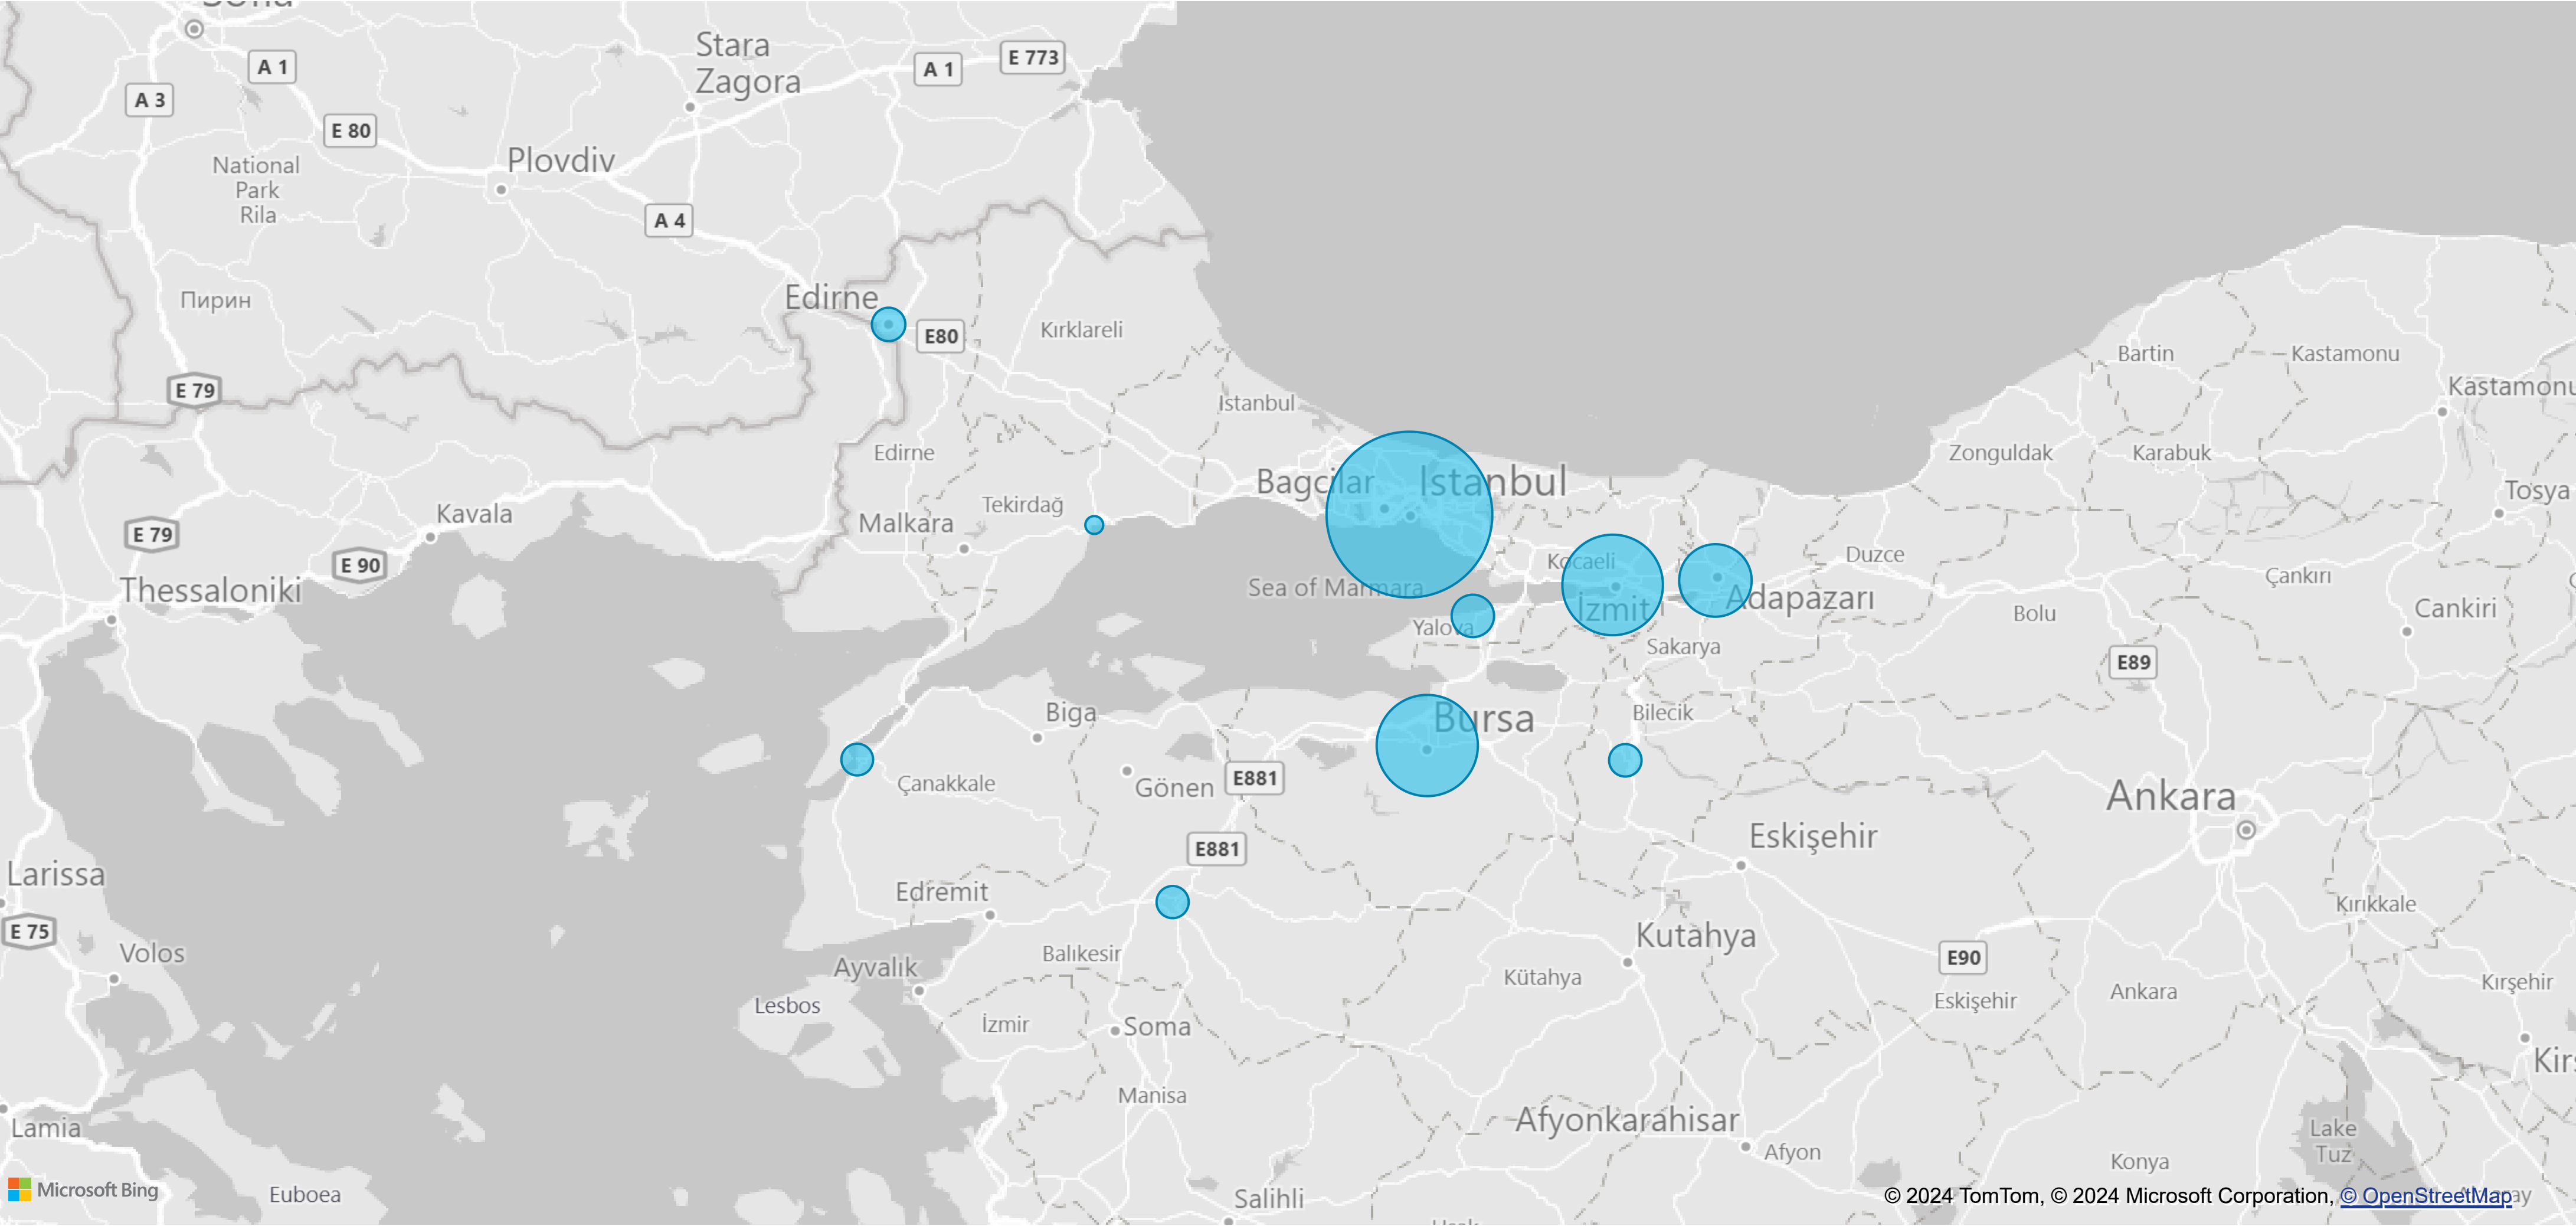 Sofia
A 1
A 3
E 80
Stara
Zagora
A 1
E 773
National
Park
Rila
Plovdiv
A 4
Пирин
Edirne
E80
Kırklareli
E 79
Istanbul
Bartin
Kastamonu
Kastamonu
Edirne
Zonguldak
Karabuk
Bagcilar
Istanbul
Tosya
Tekirdağ
Malkara
Kavala
E 79
E 90
Thessaloniki
Sea of Marmara
Kocaeli
İzmit
Adapazarı
Duzce
Çankırı
Cankiri
Bolu
Yalova
Sakarya
E89
Biga
Bursa
Bilecik
Çanakkale
Gönen
E881
Ankara
E881
Eskişehir
Larissa
Edremit
Kırıkkale
E 75
Volos
Balıkesir
Kutahya
E90
Ayvalık
Kütahya
Kırşehir
Lesbos
Ankara
Eskişehir
İzmir
Soma
Manisa
Afyonkarahisar
Afyon
Lamia
Lake
Tuz
Konya
Microsoft Bing
Euboea
Salihli
© 2024 TomTom, © 2024 Microsoft Corporation, © OpenStreetMap